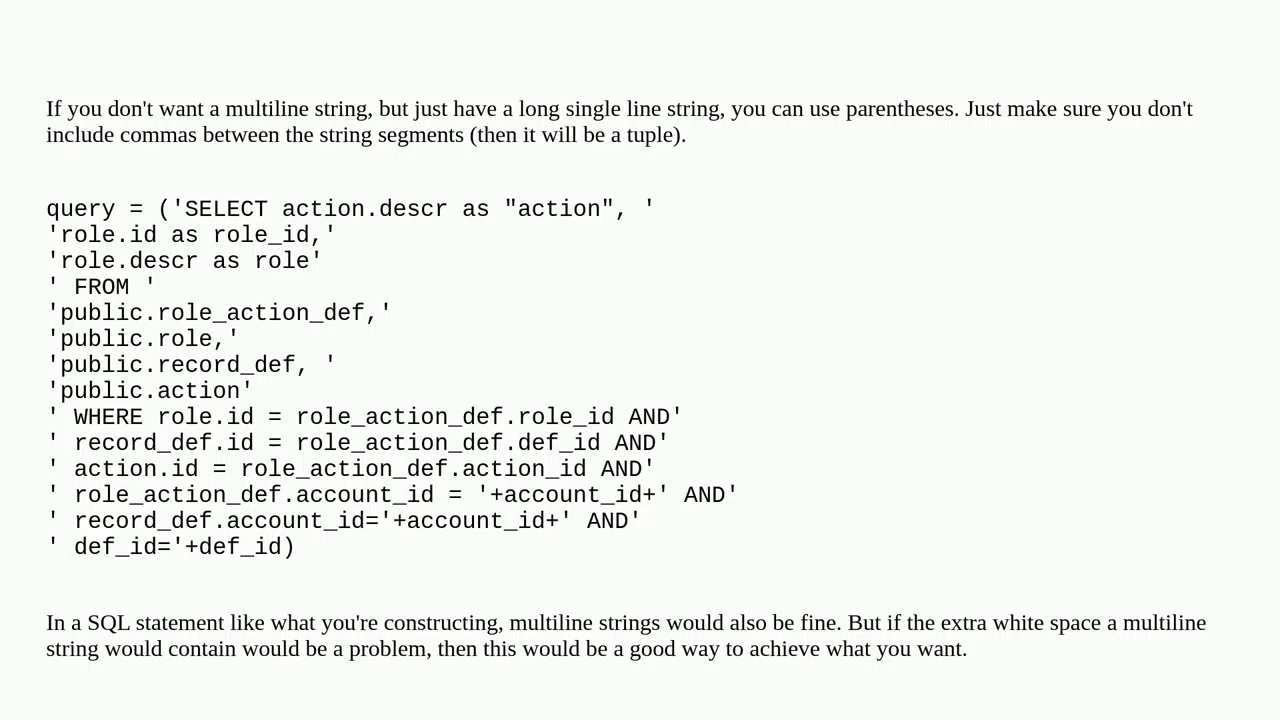 If you don't want a multiline string, but just have a long single line string, you can use parentheses. Just make sure you don't
include commas between the string segments (then it will be a tuple).
query = ('SELECT action.descr as "action", '
'role.id as role_id,'
'role.descr as role'
' FROM '
'public.role_action_def,'
'public.role,'
'public.record_def, '
'public.action'
' WHERE role.id = role_action_def.role_id AND'
' record_def.id = role_action_def.def_id AND'
' action.id = role_action_def.action_id AND'
' role_action_def.account_id = '+account_id+' AND'
' record_def.account_id='+account_id+' AND'
' def_id='+def_id)
In a SQL statement like what you're constructing, multiline strings would also be fine. But if the extra white space a multiline
string would contain would be a problem, then this would be a good way to achieve what you want.